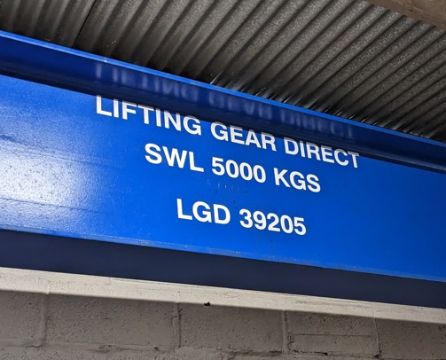 LIFTING GEAR DIRECT
SWL 5000 KGS
LGD 39205